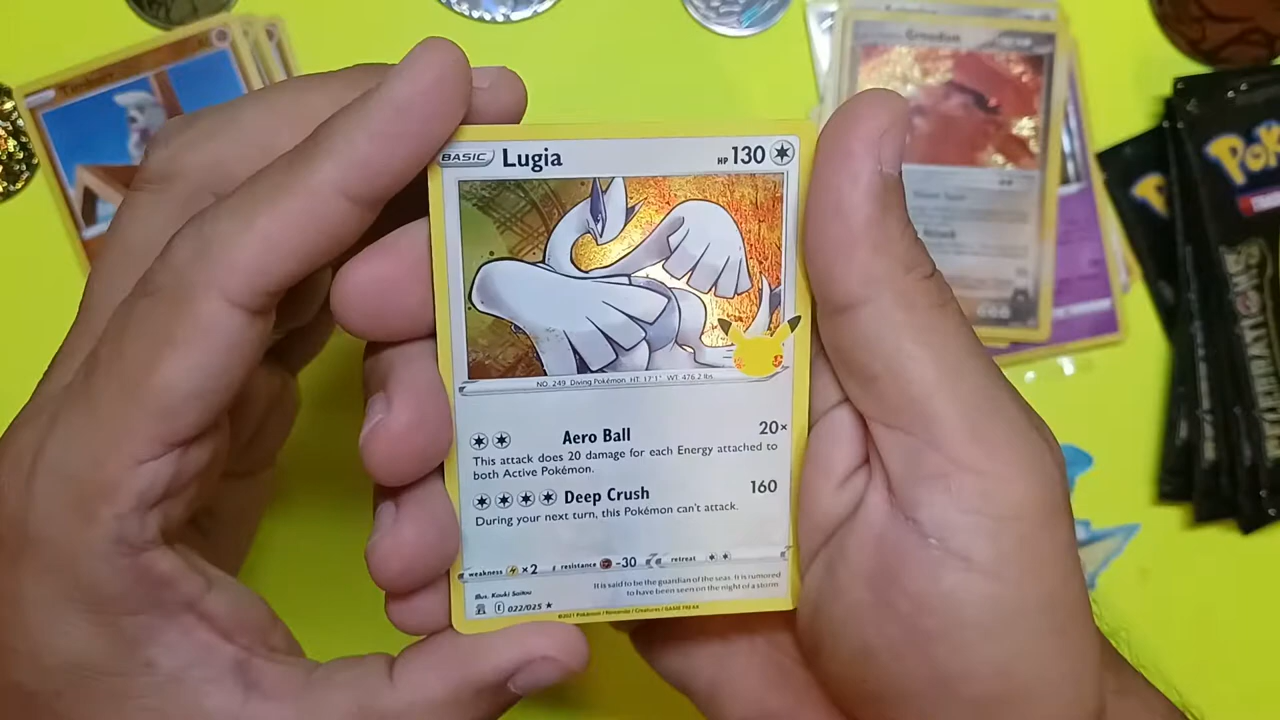 BASIC Lugia HP 130
NO. 249 Diving Pokémon HT: 17'1" WT: 476.2 lbs.
Aero Ball 20×
This attack does 20 damage for each Energy attached to
both Active Pokémon.
Deep Crush 160
During your next turn, this Pokémon can't attack.
weakness ×2 resistance -30 retreat
It is said to be the guardian of the seas. It is rumored
to have been seen on the night of a storm.
Illus. Kouki Saitou
E 022/025 ★
©2021 Pokémon / Nintendo / Creatures / GAME FREAK
Groudon